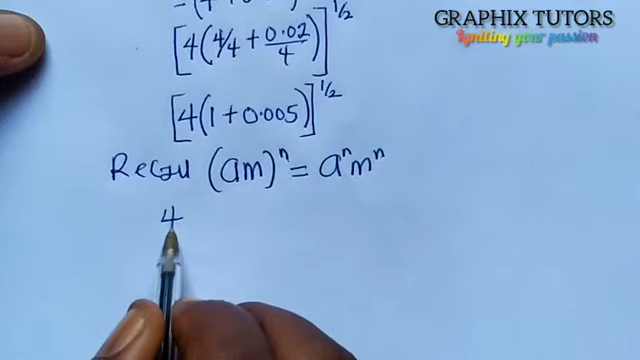 GRAPHIX TUTORS
Igniting your passion
[4(4/4 + 0.02/4)]^1/2
[4(1 + 0.005)]^1/2
Recall (am)^n = a^n m^n
4